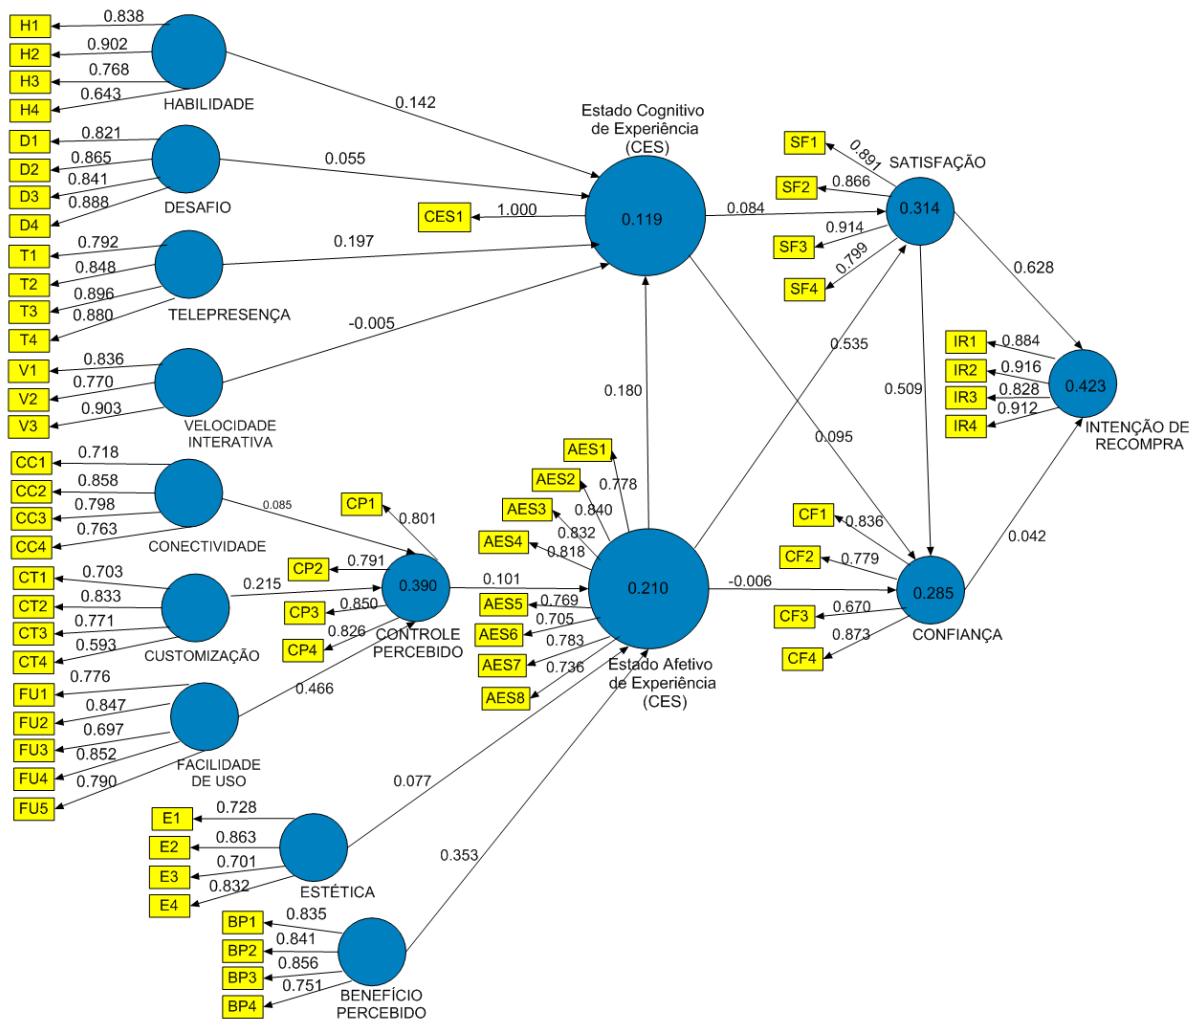 H1
0.838
H2
0.902
H3
0.768
H4
0.643
HABILIDADE
0.142
D1
0.821
D2
0.865
D3
0.841
D4
0.888
DESAFIO
0.055
T1
0.792
T2
0.848
T3
0.896
T4
0.880
TELEPRESENÇA
0.197
V1
0.836
V2
0.770
V3
0.903
VELOCIDADE
INTERATIVA
-0.005
CC1
0.718
CC2
0.858
CC3
0.798
CC4
0.763
CONECTIVIDADE
0.085
CT1
0.703
CT2
0.833
CT3
0.771
CT4
0.593
CUSTOMIZAÇÃO
0.215
FU1
0.776
FU2
0.847
FU3
0.697
FU4
0.852
FU5
0.790
FACILIDADE
DE USO
0.466
E1
0.728
E2
0.863
E3
0.701
E4
0.832
ESTÉTICA
0.077
BP1
0.835
BP2
0.841
BP3
0.856
BP4
0.751
BENEFÍCIO
PERCEBIDO
0.353
CP1
0.801
CP2
0.791
CP3
0.850
CP4
0.826
0.390
CONTROLE
PERCEBIDO
0.101
Estado Cognitivo
de Experiência
(CES)
CES1
1.000
0.119
0.084
0.180
0.095
AES1
0.778
AES2
0.840
AES3
0.832
AES4
0.818
AES5
0.769
AES6
0.705
AES7
0.783
AES8
0.736
0.210
Estado Afetivo
de Experiência
(CES)
0.535
-0.006
SF1
0.891
SF2
0.866
SF3
0.914
SF4
0.799
SATISFAÇÃO
0.314
0.628
0.509
CF1
0.836
CF2
0.779
CF3
0.670
CF4
0.873
0.285
CONFIANÇA
0.042
IR1
0.884
IR2
0.916
IR3
0.828
IR4
0.912
0.423
INTENÇÃO DE
RECOMPRA